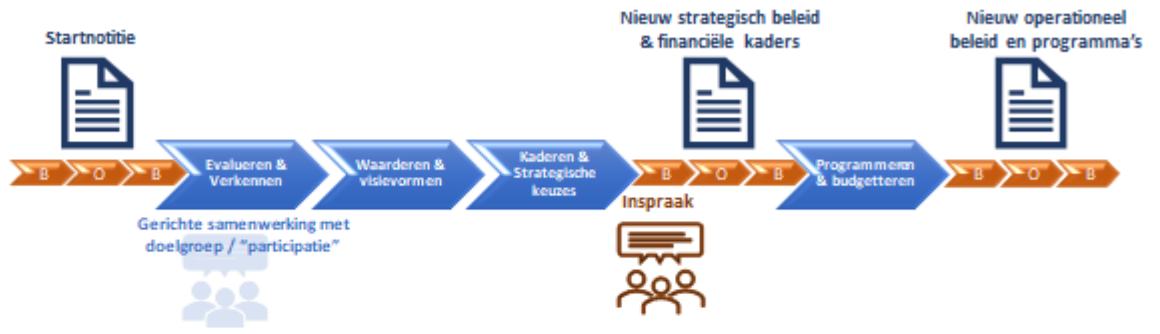 Startnotitie
Nieuw strategisch beleid
& financiële kaders
Nieuw operationeel
beleid en programma's
B O B
Evalueren &
Verkennen
Waarderen &
visievormen
Kaderen &
Strategische
keuzes
B O B
Programmeren
& budgetteren
B O B
Gerichte samenwerking met
doelgroep / "participatie"
Inspraak